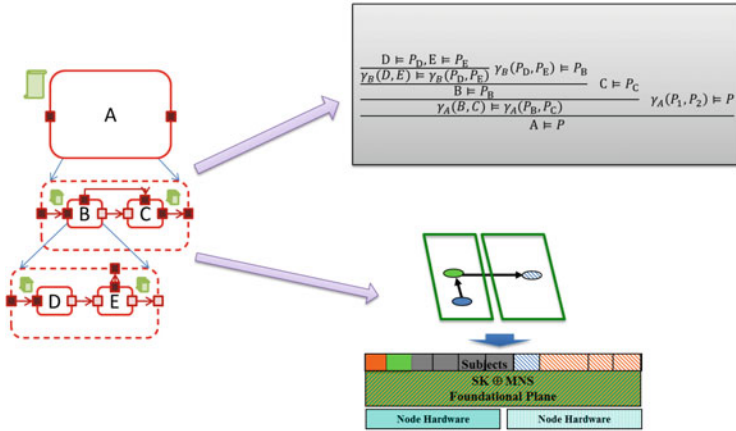 A
B
C
D
E
D ⊨ P_D, E ⊨ P_E
γ_B(D, E) ⊨ γ_B(P_D, P_E) γ_B(P_D, P_E) ⊨ P_B
B ⊨ P_B C ⊨ P_C
γ_A(B, C) ⊨ γ_A(P_B, P_C) γ_A(P_1, P_2) ⊨ P
A ⊨ P
Subjects
SK ⊕ MNS
Foundational Plane
Node Hardware Node Hardware